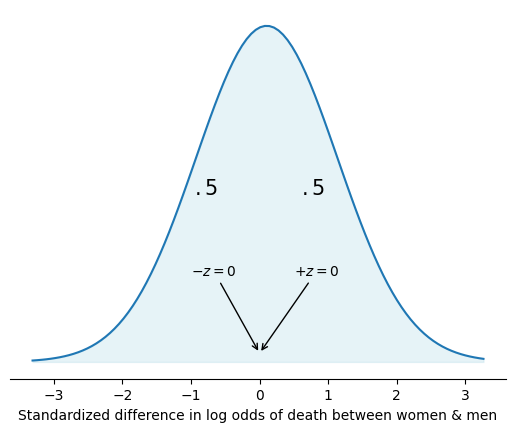 .5 .5
−z = 0 +z = 0
−3 −2 −1 0 1 2 3
Standardized difference in log odds of death between women & men